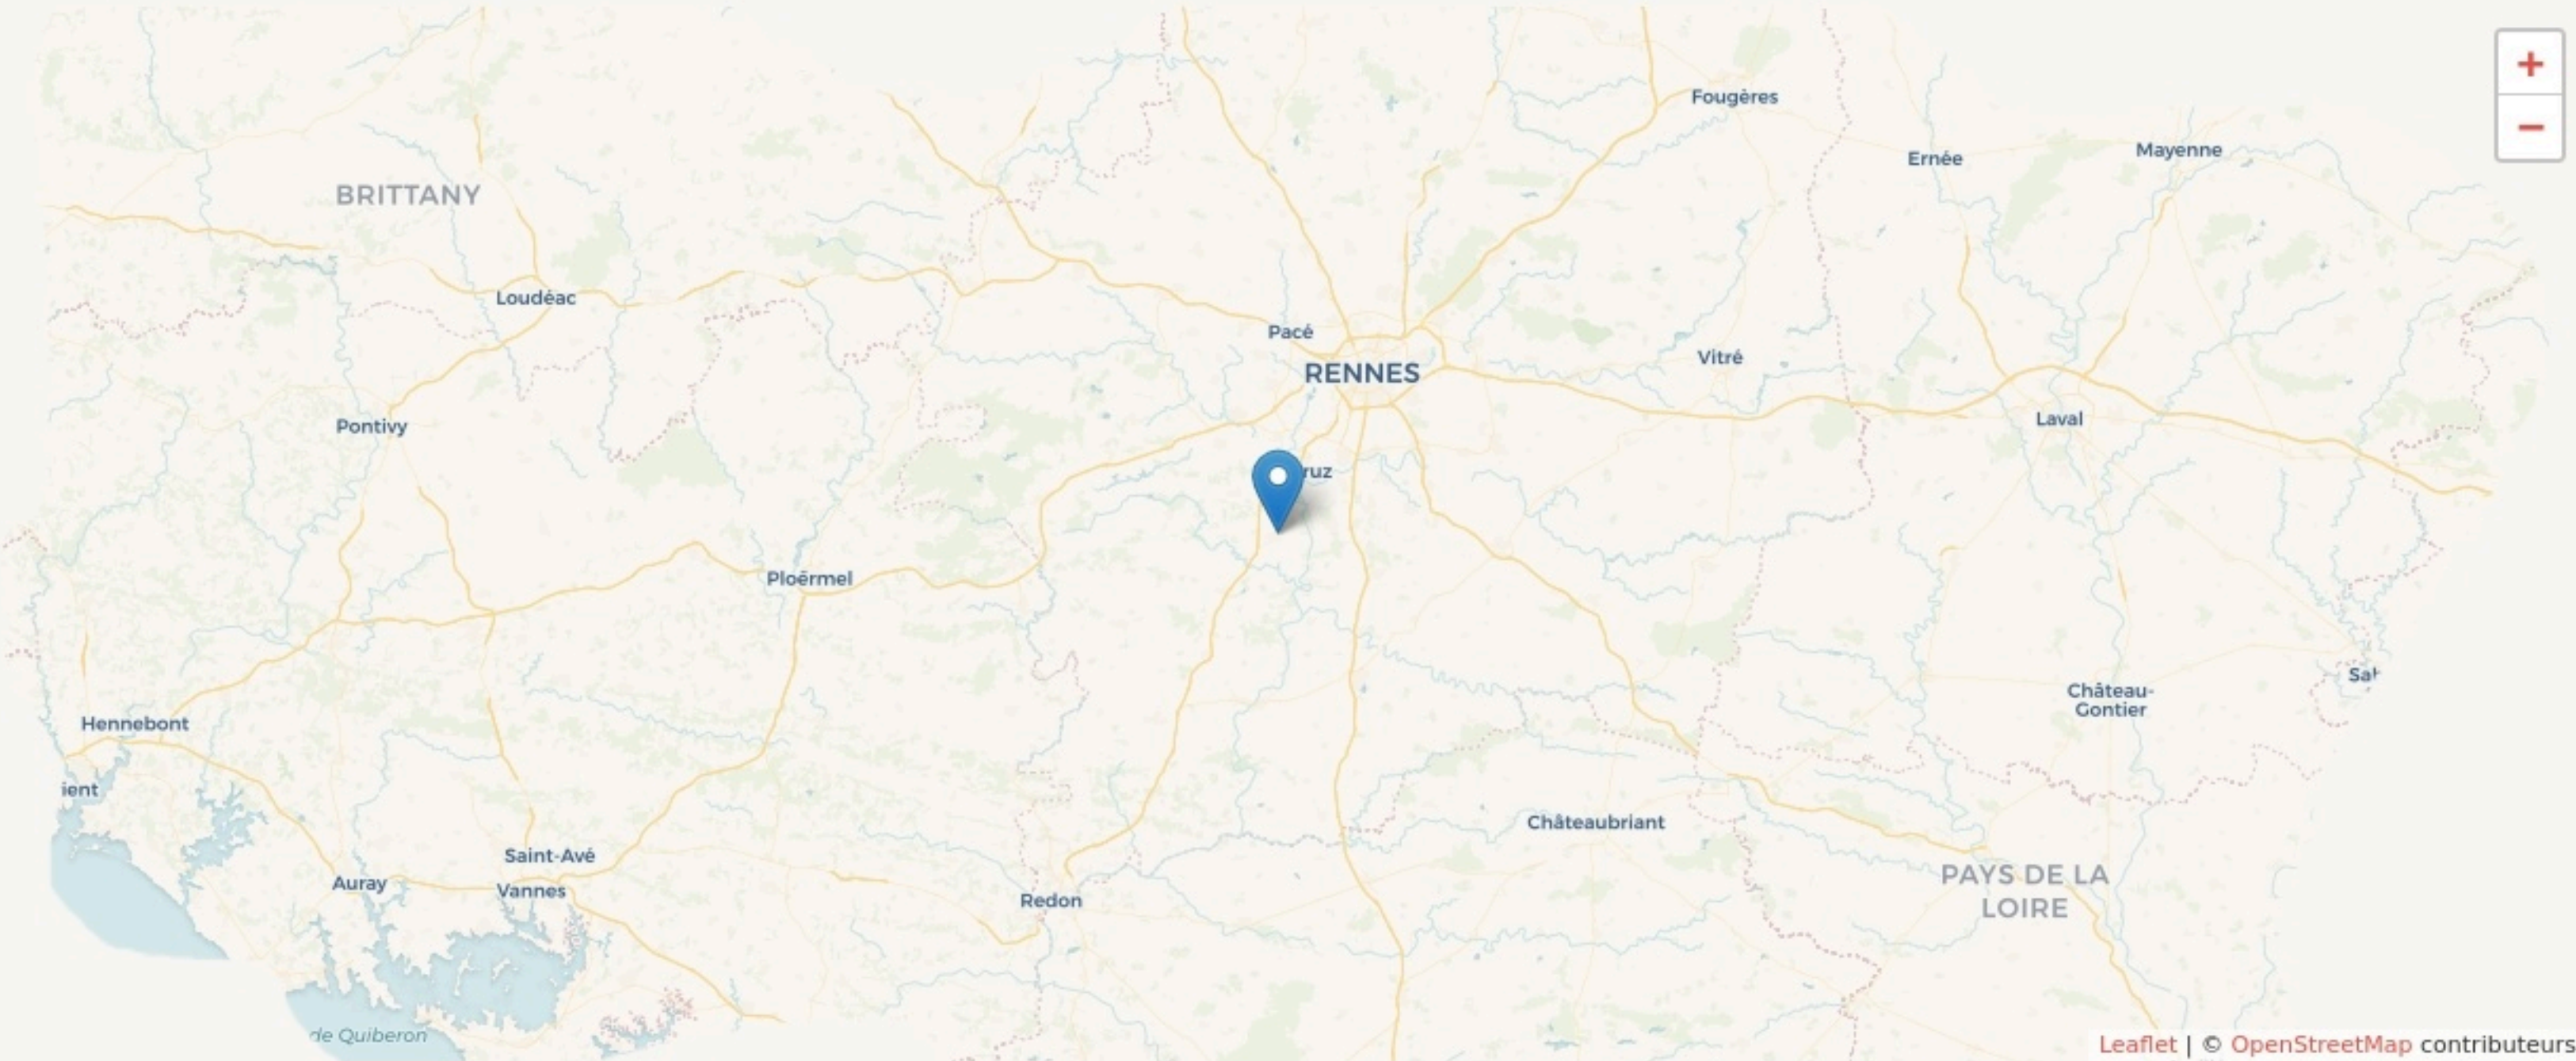 +
Fougères
−
Mayenne
Ernée
BRITTANY
Loudéac
Pacé
Vitré
RENNES
Laval
Pontivy
ruz
Ploërmel
Château-
Gontier
Hennebont
ient
Châteaubriant
Saint-Avé
PAYS DE LA
LOIRE
Auray
Vannes
Redon
de Quiberon
Leaflet | © OpenStreetMap contributeurs